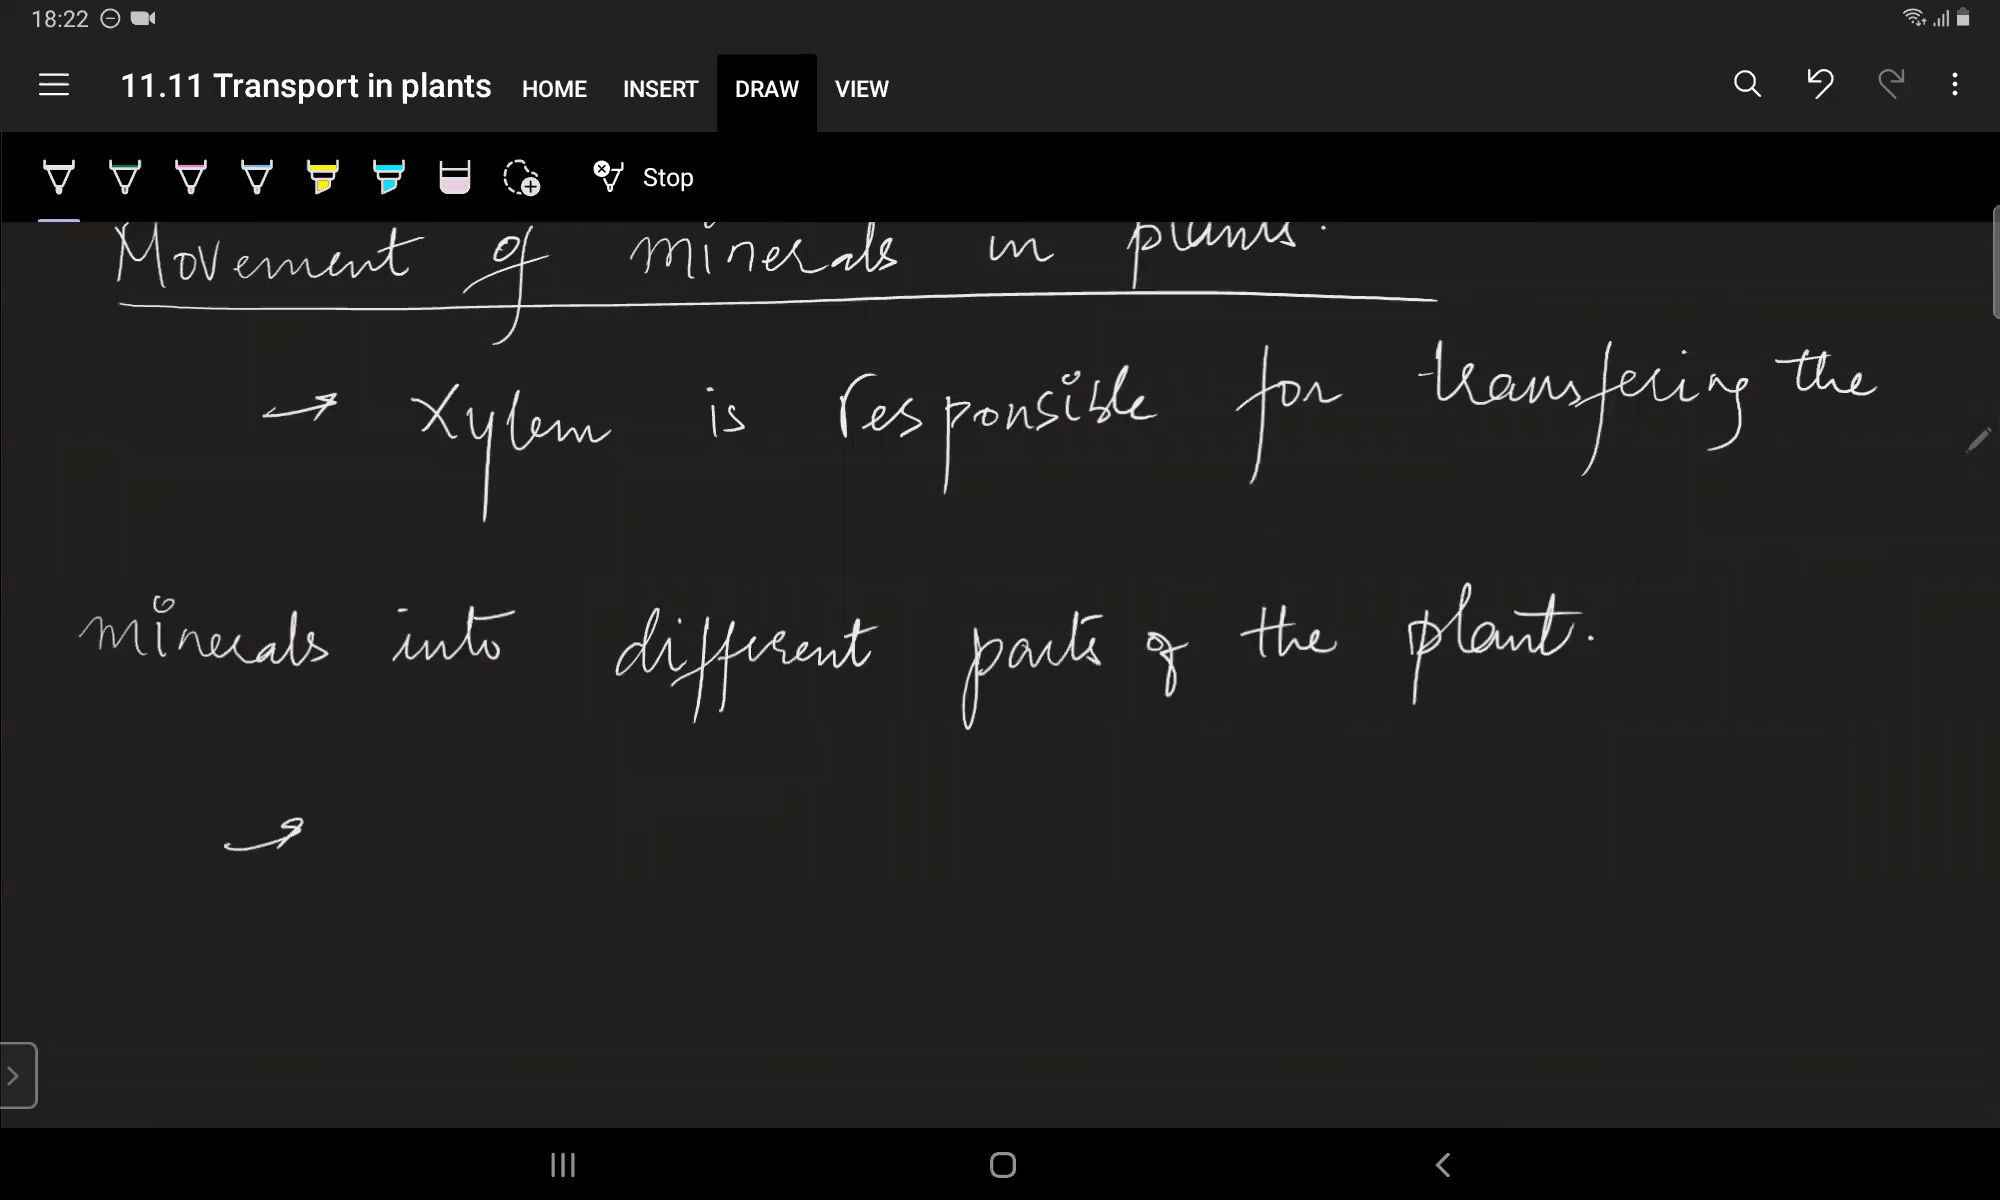 18:22
11.11 Transport in plants HOME INSERT DRAW VIEW
Stop
Movement of minerals in plants.
→ Xylem is responsible for transfering the
minerals into different parts of the plant.
→